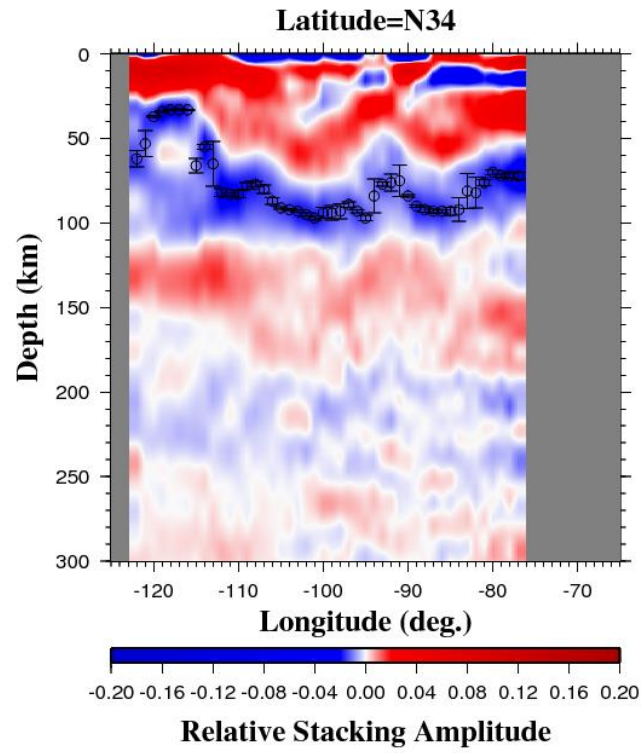 Latitude=N34
0
50
100
150
200
250
300
Depth (km)
-120 -110 -100 -90 -80 -70
Longitude (deg.)
-0.20 -0.16 -0.12 -0.08 -0.04 0.00 0.04 0.08 0.12 0.16 0.20
Relative Stacking Amplitude